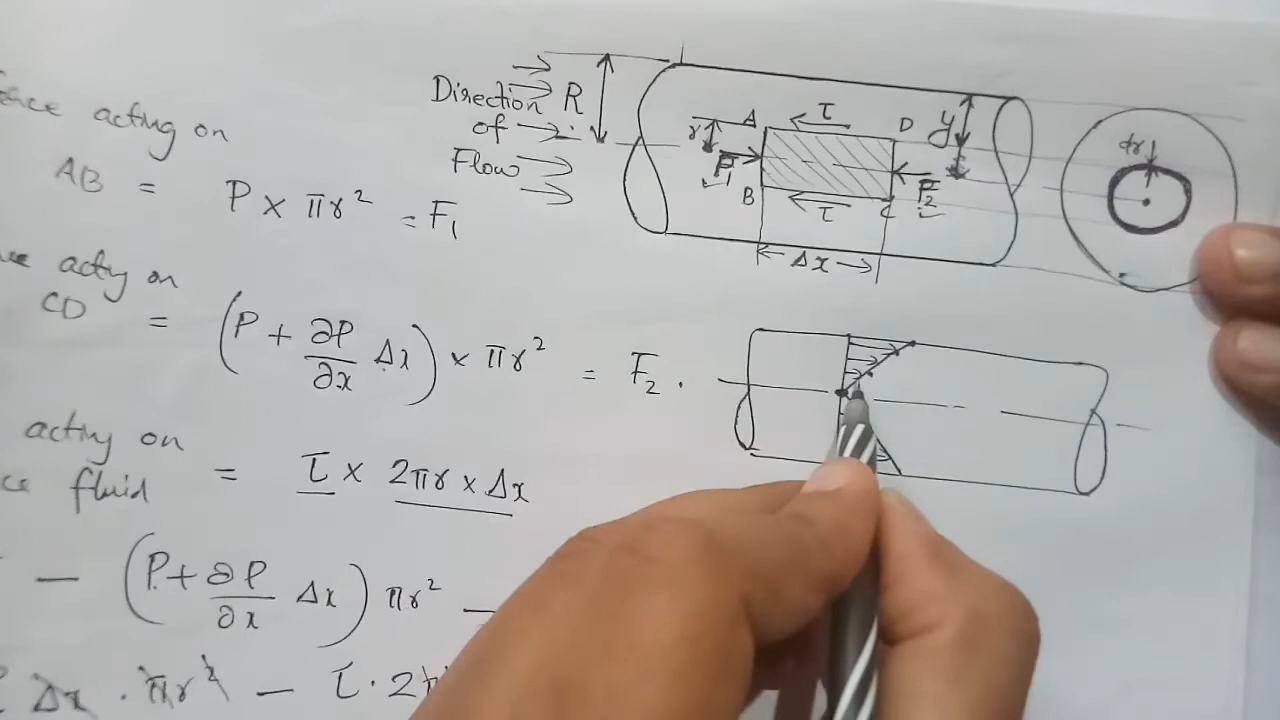 acting on
AB = P × πr² = F₁
on
CD = (P + ∂P/∂x Δx) × πr² = F₂.
acting on
fluid = τ × 2πr × Δx
— (P + ∂P/∂x Δx) πr² —
Δx · πr² — τ · 2
Direction
of
Flow
R
A
τ
D
y
r
P₁
P₂
B
τ
C
Δx
dr